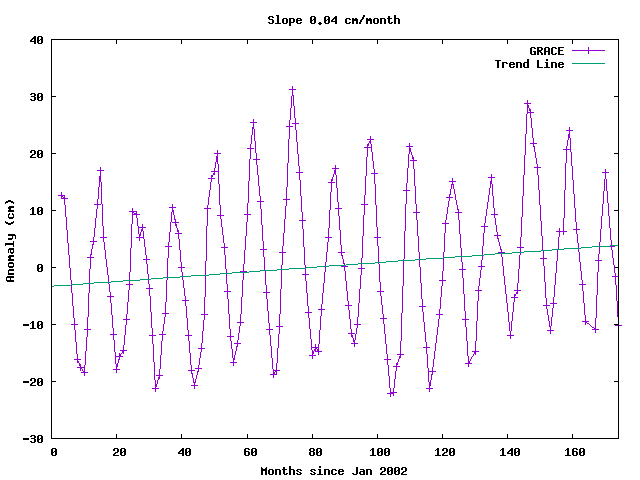 Slope 0.04 cm/month
GRACE
Trend Line
40
30
20
10
0
-10
-20
-30
Anomaly (cm)
0 20 40 60 80 100 120 140 160
Months since Jan 2002